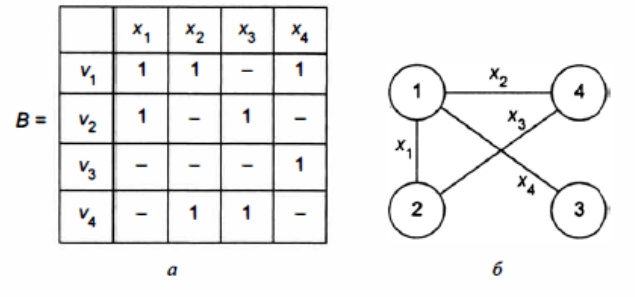 x₁ x₂ x₃ x₄
v₁ 1 1 – 1
B = v₂ 1 – 1 –
v₃ – – – 1
v₄ – 1 1 –
а
1 x₂ 4
x₃
x₁
x₄
2 3
б